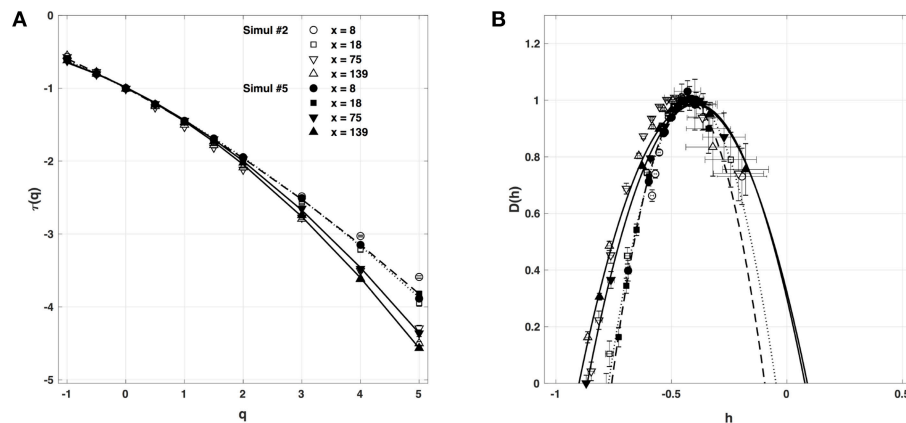 A
B
Simul #2
x = 8
x = 18
x = 75
x = 139
Simul #5
x = 8
x = 18
x = 75
x = 139
τ(q)
0
-1
-2
-3
-4
-5
-1
0
1
2
3
4
5
q
D(h)
1.2
1
0.8
0.6
0.4
0.2
0
-1
-0.5
0
0.5
h